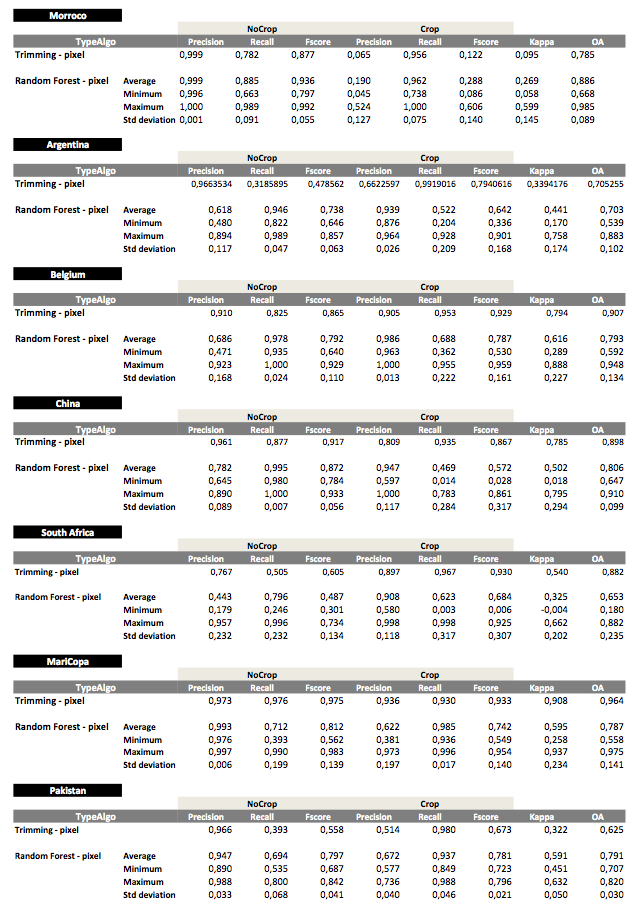 Morroco
NoCrop Crop
TypeAlgo Precision Recall Fscore Precision Recall Fscore Kappa OA
Trimming - pixel 0,999 0,782 0,877 0,065 0,956 0,122 0,095 0,785
Random Forest - pixel Average 0,999 0,885 0,936 0,190 0,962 0,288 0,269 0,886
Minimum 0,996 0,663 0,797 0,045 0,738 0,086 0,058 0,668
Maximum 1,000 0,989 0,992 0,524 1,000 0,606 0,599 0,985
Std deviation 0,001 0,091 0,055 0,127 0,075 0,140 0,145 0,089
Argentina
NoCrop Crop
TypeAlgo Precision Recall Fscore Precision Recall Fscore Kappa OA
Trimming - pixel 0,9663534 0,3185895 0,478562 0,6622597 0,9919016 0,7940616 0,3394176 0,705255
Random Forest - pixel Average 0,618 0,946 0,738 0,939 0,522 0,642 0,441 0,703
Minimum 0,480 0,822 0,646 0,876 0,204 0,336 0,170 0,539
Maximum 0,894 0,989 0,857 0,964 0,928 0,901 0,758 0,883
Std deviation 0,117 0,047 0,063 0,026 0,209 0,168 0,174 0,102
Belgium
NoCrop Crop
TypeAlgo Precision Recall Fscore Precision Recall Fscore Kappa OA
Trimming - pixel 0,910 0,825 0,865 0,905 0,953 0,929 0,794 0,907
Random Forest - pixel Average 0,686 0,978 0,792 0,986 0,688 0,787 0,616 0,793
Minimum 0,471 0,935 0,640 0,963 0,362 0,530 0,289 0,592
Maximum 0,923 1,000 0,929 1,000 0,955 0,959 0,888 0,948
Std deviation 0,168 0,024 0,110 0,013 0,222 0,161 0,227 0,134
China
NoCrop Crop
TypeAlgo Precision Recall Fscore Precision Recall Fscore Kappa OA
Trimming - pixel 0,961 0,877 0,917 0,809 0,935 0,867 0,785 0,898
Random Forest - pixel Average 0,782 0,995 0,872 0,947 0,469 0,572 0,502 0,806
Minimum 0,645 0,980 0,784 0,597 0,014 0,028 0,018 0,647
Maximum 0,890 1,000 0,933 1,000 0,783 0,861 0,795 0,910
Std deviation 0,089 0,007 0,056 0,117 0,284 0,317 0,294 0,099
South Africa
NoCrop Crop
TypeAlgo Precision Recall Fscore Precision Recall Fscore Kappa OA
Trimming - pixel 0,767 0,505 0,605 0,897 0,967 0,930 0,540 0,882
Random Forest - pixel Average 0,443 0,796 0,487 0,908 0,623 0,684 0,325 0,653
Minimum 0,179 0,246 0,301 0,580 0,003 0,006 -0,004 0,180
Maximum 0,957 0,996 0,734 0,998 0,998 0,925 0,662 0,882
Std deviation 0,232 0,232 0,134 0,118 0,317 0,307 0,202 0,235
MariCopa
NoCrop Crop
TypeAlgo Precision Recall Fscore Precision Recall Fscore Kappa OA
Trimming - pixel 0,973 0,976 0,975 0,936 0,930 0,933 0,908 0,964
Random Forest - pixel Average 0,993 0,712 0,812 0,622 0,985 0,742 0,595 0,787
Minimum 0,976 0,393 0,562 0,381 0,936 0,549 0,258 0,558
Maximum 0,997 0,990 0,983 0,973 0,996 0,954 0,937 0,975
Std deviation 0,006 0,199 0,139 0,197 0,017 0,140 0,234 0,141
Pakistan
NoCrop Crop
TypeAlgo Precision Recall Fscore Precision Recall Fscore Kappa OA
Trimming - pixel 0,966 0,393 0,558 0,514 0,980 0,673 0,322 0,625
Random Forest - pixel Average 0,947 0,694 0,797 0,672 0,937 0,781 0,591 0,791
Minimum 0,890 0,535 0,687 0,577 0,849 0,723 0,451 0,707
Maximum 0,988 0,800 0,842 0,736 0,988 0,796 0,632 0,820
Std deviation 0,033 0,068 0,041 0,040 0,046 0,021 0,050 0,030